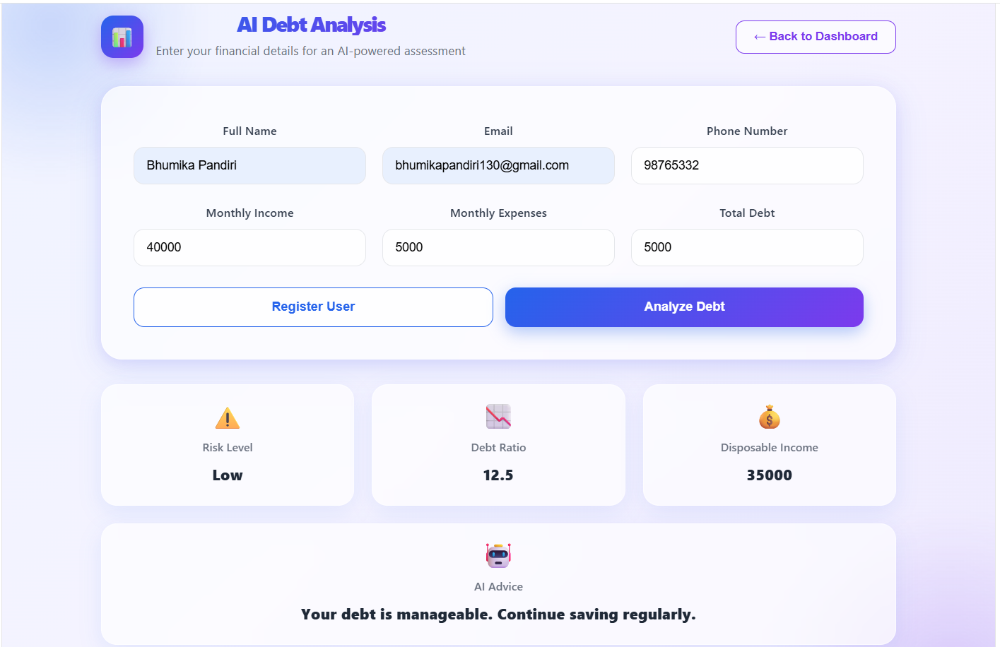 AI Debt Analysis
Enter your financial details for an AI-powered assessment
← Back to Dashboard
Full Name
Email
Phone Number
Bhumika Pandiri
bhumikapandiri130@gmail.com
98765332
Monthly Income
Monthly Expenses
Total Debt
40000
5000
5000
Register User
Analyze Debt
Risk Level
Debt Ratio
Disposable Income
Low
12.5
35000
AI Advice
Your debt is manageable. Continue saving regularly.